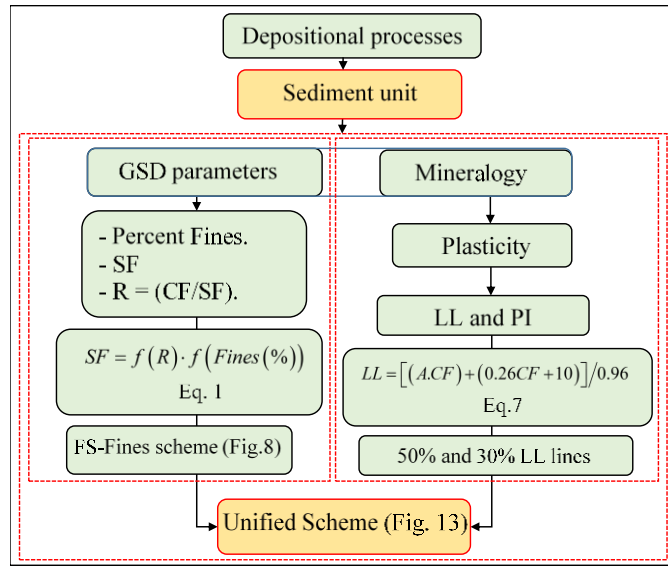 Depositional processes
Sediment unit
GSD parameters
- Percent Fines.
- SF
- R = (CF/SF).
SF = f(R) · f(Fines(%))
Eq. 1
FS-Fines scheme (Fig.8)
Mineralogy
Plasticity
LL and PI
LL = [(A.CF)+(0.26CF+10)]/0.96
Eq.7
50% and 30% LL lines
Unified Scheme (Fig. 13)